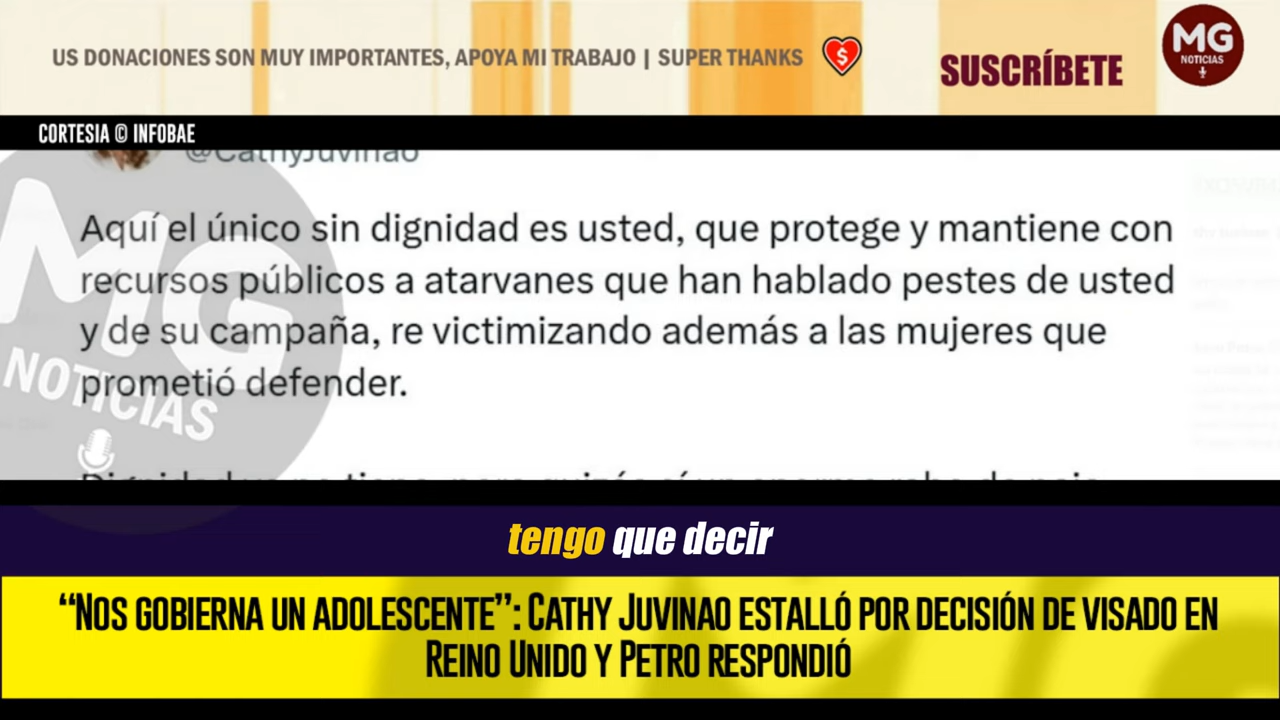 US DONACIONES SON MUY IMPORTANTES, APOYA MI TRABAJO | SUPER THANKS
SUSCRÍBETE
MG
NOTICIAS
CORTESIA © INFOBAE
@CathyJuvinao
Aquí el único sin dignidad es usted, que protege y mantiene con
recursos públicos a atarvanes que han hablado pestes de usted
y de su campaña, re victimizando además a las mujeres que
prometió defender.
MG
NOTICIAS
tengo que decir
“NOS GOBIERNA UN ADOLESCENTE”: CATHY JUVINAO ESTALLÓ POR DECISIÓN DE VISADO EN
REINO UNIDO Y PETRO RESPONDIÓ